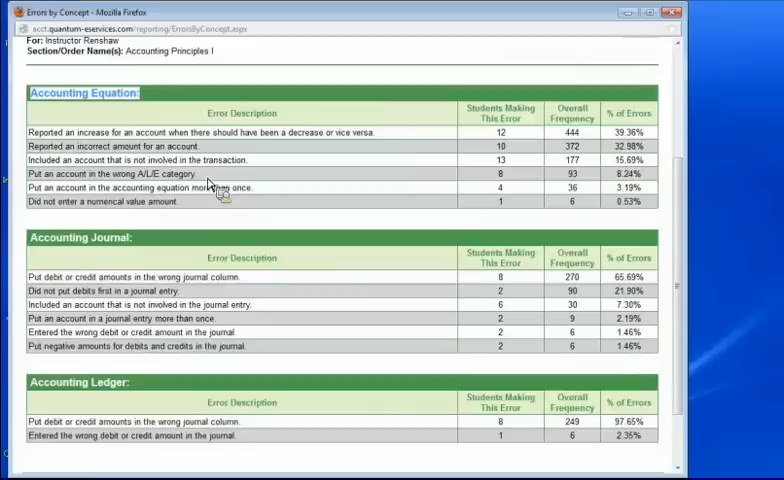 Errors by Concept - Mozilla Firefox
acct.quantum-eservices.com/reporting/ErrorsByConcept.aspx
For: Instructor Renshaw
Section/Order Name(s): Accounting Principles I
Accounting Equation:
Error Description Students Making This Error Overall Frequency % of Errors
Reported an increase for an account when there should have been a decrease or vice versa. 12 444 39.36%
Reported an incorrect amount for an account. 10 372 32.98%
Included an account that is not involved in the transaction. 13 177 15.69%
Put an account in the wrong A/L/E category. 8 93 8.24%
Put an account in the accounting equation more than once. 4 36 3.19%
Did not enter a numerical value amount. 1 6 0.53%
Accounting Journal:
Error Description Students Making This Error Overall Frequency % of Errors
Put debit or credit amounts in the wrong journal column. 8 270 65.69%
Did not put debits first in a journal entry. 2 90 21.90%
Included an account that is not involved in the journal entry. 6 30 7.30%
Put an account in a journal entry more than once. 2 9 2.19%
Entered the wrong debit or credit amount in the journal. 2 6 1.46%
Put negative amounts for debits and credits in the journal. 2 6 1.46%
Accounting Ledger:
Error Description Students Making This Error Overall Frequency % of Errors
Put debit or credit amounts in the wrong journal column. 8 249 97.65%
Entered the wrong debit or credit amount in the journal. 1 6 2.35%